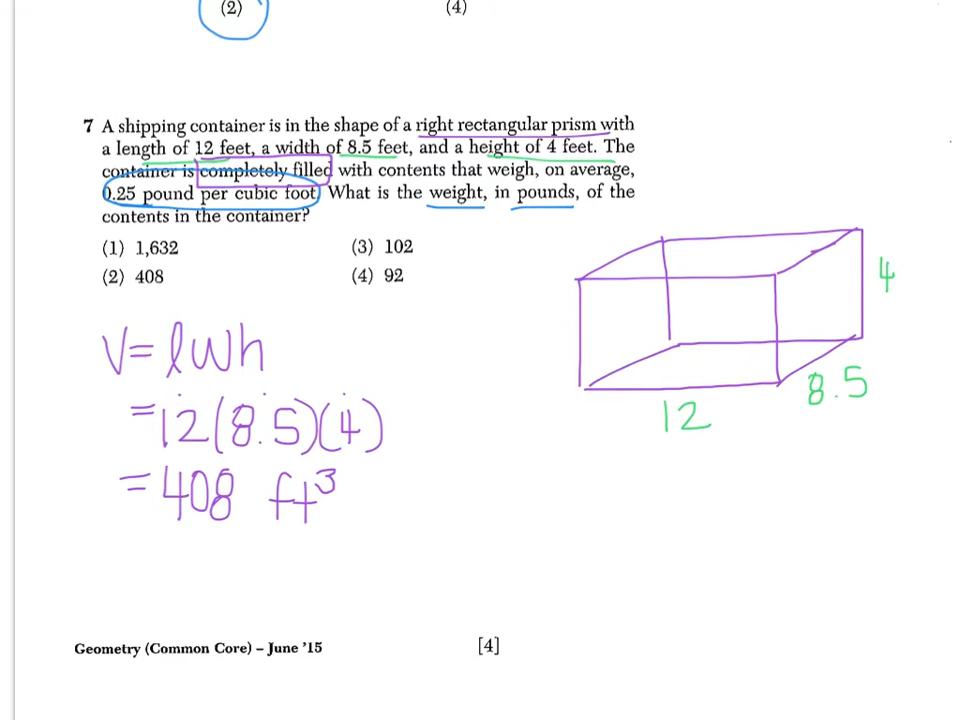 (2) (4)
7 A shipping container is in the shape of a right rectangular prism with
a length of 12 feet, a width of 8.5 feet, and a height of 4 feet. The
container is completely filled with contents that weigh, on average,
0.25 pound per cubic foot. What is the weight, in pounds, of the
contents in the container?
(1) 1,632 (3) 102
(2) 408 (4) 92
4
8.5
12
V = lwh
= 12(8.5)(4)
= 408 ft³
Geometry (Common Core) – June ’15 [4]